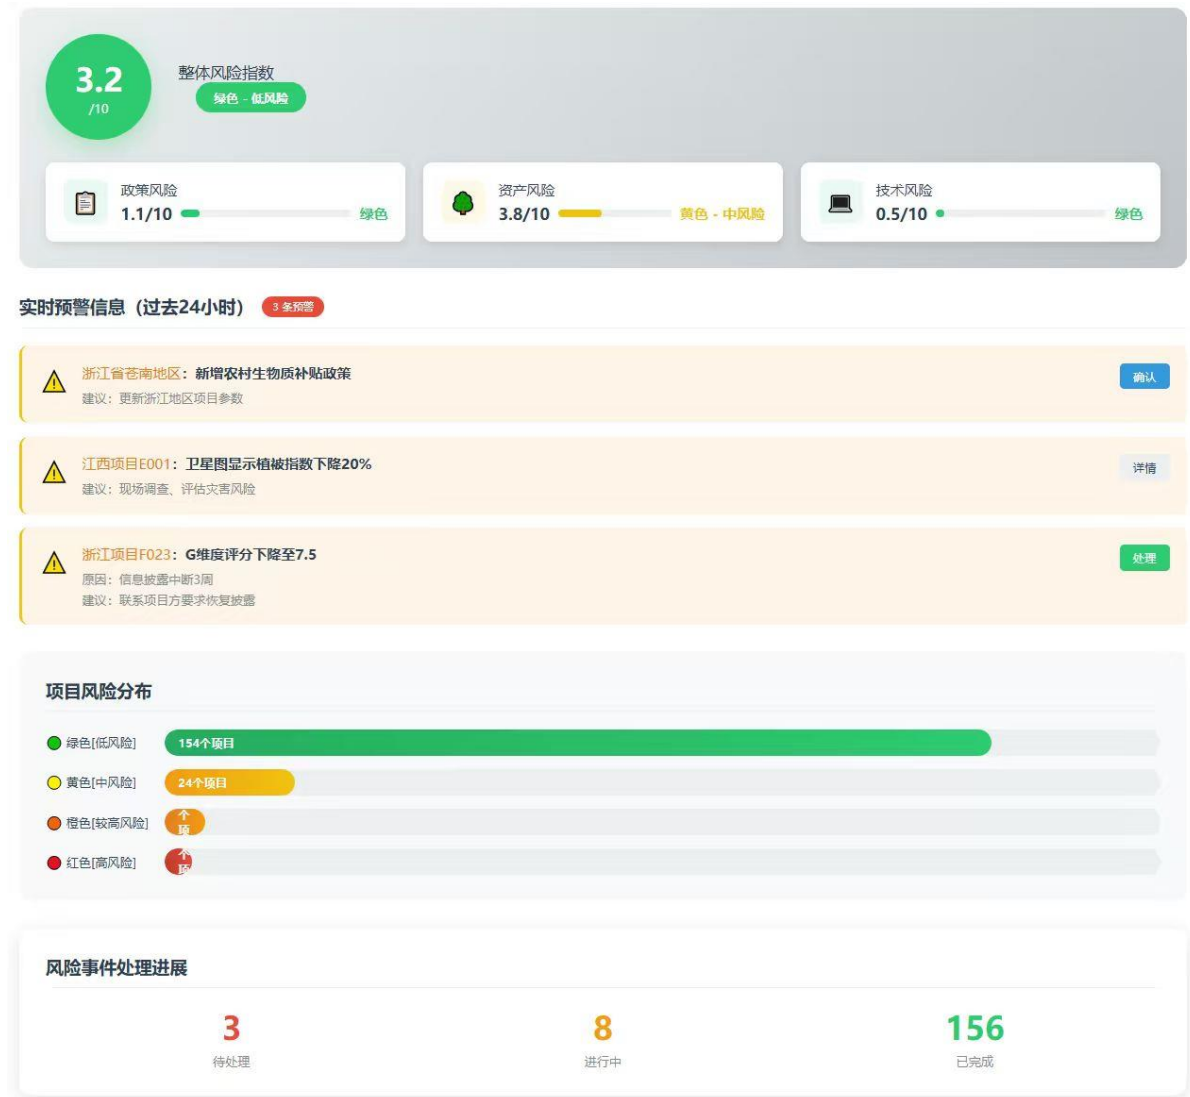 3.2
/10
整体风险指数
绿色 - 低风险
政策风险
1.1/10 绿色
资产风险
3.8/10 黄色 - 中风险
技术风险
0.5/10 绿色
实时预警信息（过去24小时） 3 条预警
浙江省苍南地区：新增农村生物质补贴政策
建议：更新浙江地区项目参数
确认
江西项目E001：卫星图显示植被指数下降20%
建议：现场调查、评估灾害风险
详情
浙江项目F023：G维度评分下降至7.5
原因：信息披露中断3周
建议：联系项目方要求恢复披露
处理
项目风险分布
绿色[低风险] 154个项目
黄色[中风险] 24个项目
橙色[较高风险] 个项
红色[高风险] 个项
风险事件处理进展
3
待处理
8
进行中
156
已完成